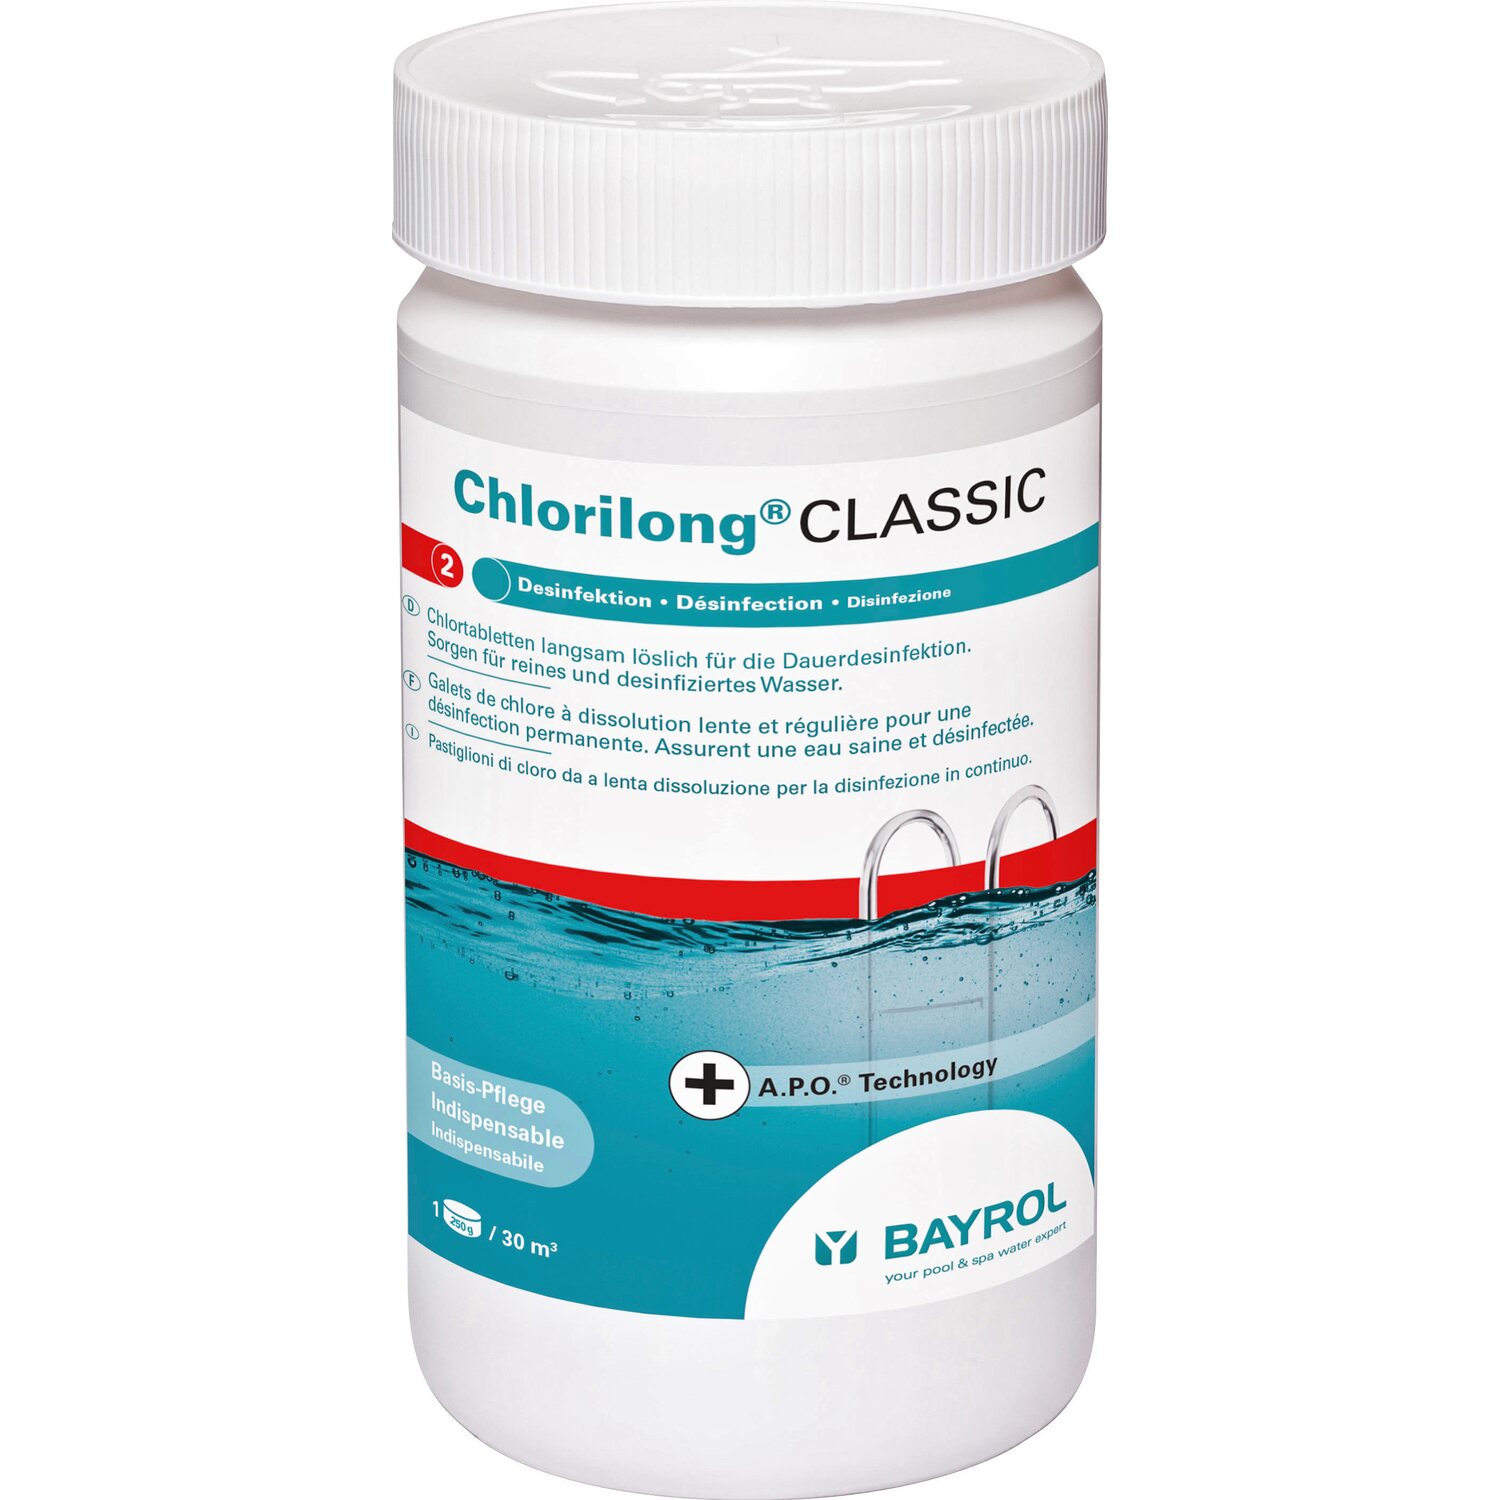 Chlorilong® CLASSIC
2
Desinfektion • Désinfection • Disinfezione
D Chlortabletten langsam löslich für die Dauerdesinfektion.
Sorgen für reines und desinfiziertes Wasser.
F Galets de chlore à dissolution lente et régulière pour une
désinfection permanente. Assurent une eau saine et désinfectée.
I Pastiglioni di cloro da a lenta dissoluzione per la disinfezione in continuo.
Basis-Pflege
Indispensable
Indispensabile
+ A.P.O.® Technology
1 250g / 30 m³
BAYROL
your pool & spa water expert